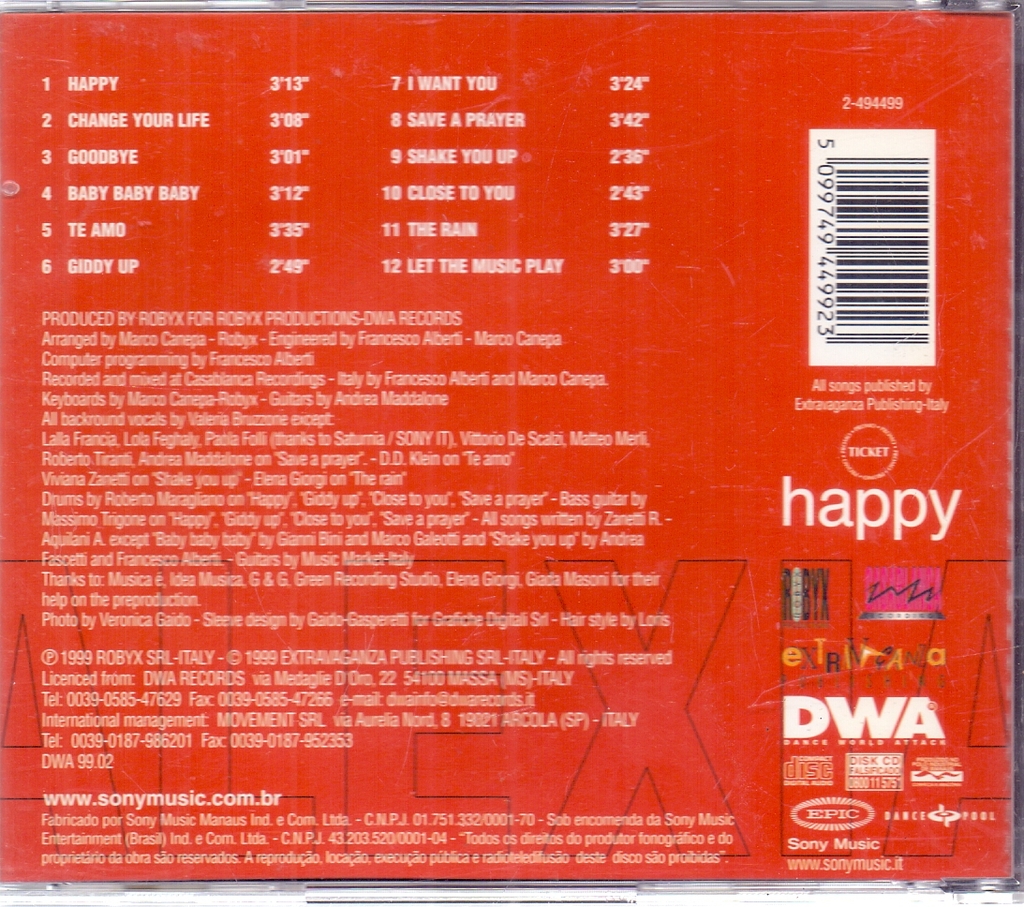 1 HAPPY 3'13"
2 CHANGE YOUR LIFE 3'08"
3 GOODBYE 3'01"
4 BABY BABY BABY 3'12"
5 TE AMO 3'35"
6 GIDDY UP 2'49"
7 I WANT YOU 3'24"
8 SAVE A PRAYER 3'42"
9 SHAKE YOU UP 2'36"
10 CLOSE TO YOU 2'43"
11 THE RAIN 3'27"
12 LET THE MUSIC PLAY 3'00"
PRODUCED BY ROBYX FOR ROBYX PRODUCTIONS-DWA RECORDS
Arranged by Marco Canepa - Robyx - Engineered by Francesco Alberti - Marco Canepa
Computer programming by Francesco Alberti
Recorded and mixed at Casablanca Recordings - Italy by Francesco Alberti and Marco Canepa.
Keyboards by Marco Canepa-Robyx - Guitars by Andrea Maddalone
All backround vocals by Valeria Bruzzone except:
Lalla Francia, Lola Feghaly, Pabla Folli (thanks to Saturnia / SONY IT), Vittorio De Scalzi, Matteo Merli,
Roberto Tiranti, Andrea Maddalone on "Save a prayer". - D.D. Klein on "Te amo"
Viviana Zanetti on "Shake you up" - Elena Giorgi on "The rain"
Drums by Roberto Maragliano on "Happy", "Giddy up", "Close to you", "Save a prayer" - Bass guitar by
Massimo Trigone on "Happy", "Giddy up", "Close to you", "Save a prayer" - All songs written by Zanetti R. -
Aquilani A. except "Baby baby baby" by Gianni Bini and Marco Galeotti and "Shake you up" by Andrea
Fascetti and Francesco Alberti. - Guitars by Music Market-Italy
Thanks to: Musica è, Idea Musica, G & G. Green Recording Studio, Elena Giorgi, Giada Masoni for their
help on the preproduction.
Photo by Veronica Gaido - Sleeve design by Gaido-Gasperetti for Grafiche Digitali Srl - Hair style by Loris
℗ 1999 ROBYX SRL-ITALY - © 1999 EXTRAVAGANZA PUBLISHING SRL-ITALY - All rights reserved
Licenced from: DWA RECORDS via Medaglie D'Oro, 22 54100 MASSA (MS)-ITALY
Tel: 0039-0585-47629 Fax: 0039-0585-47266 e-mail: dwainfo@dwarecords.it
International management: MOVEMENT SRL via Aurelia Nord, 8 19021 ARCOLA (SP) - ITALY
Tel: 0039-0187-986201 Fax: 0039-0187-952353
DWA 99.02
www.sonymusic.com.br
Fabricado por Sony Music Manaus Ind. e Com. Ltda. - C.N.P.J. 01.751.332/0001-70 - Sob encomenda da Sony Music
Entertainment (Brasil) Ind. e Com. Ltda. - C.N.P.J. 43.203.520/0001-04 - "Todos os direitos do produtor fonográfico e do
proprietário da obra são reservados. A reprodução, locação, execução pública e radioteledifusão deste disco são proibidas".
2-494499
5 099749 449923
All songs published by
Extravaganza Publishing-Italy
TICKET
happy
ROBYX
EXTRAVAGANZA
DWA®
DANCE WORLD ATTACK
COMPACT disc DIGITAL AUDIO
DISK CD
FALSIFICADO
0800115751
EPIC
DANCE POOL
Sony Music
www.sonymusic.it
ALEX